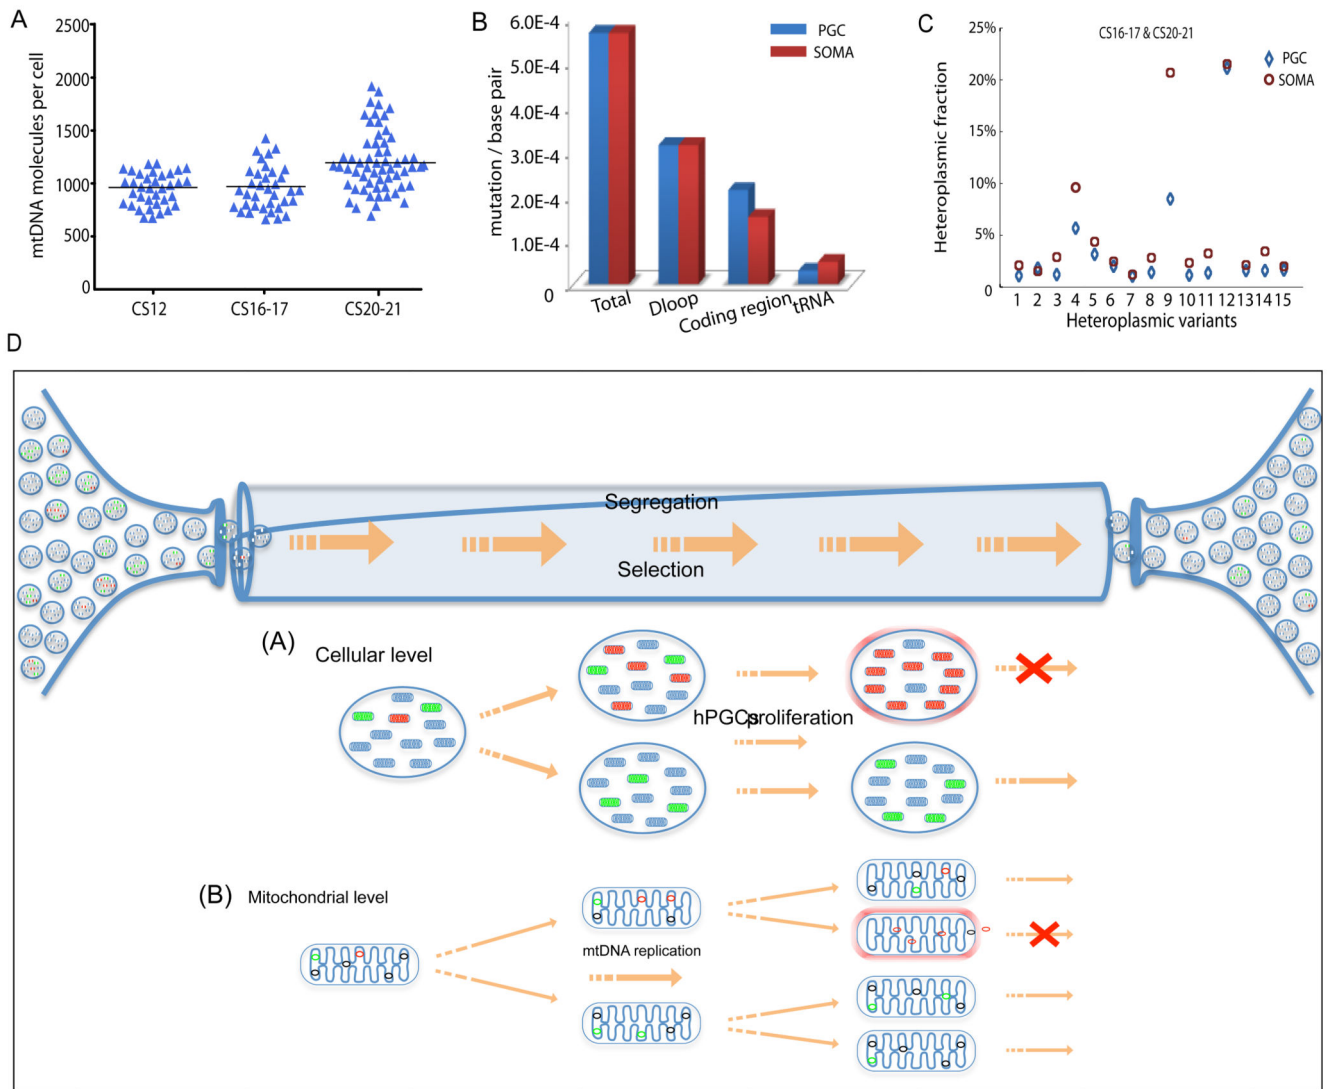 A
mtDNA molecules per cell
2500
2000
1500
1000
500
0
CS12
CS16-17
CS20-21
B
mutation / base pair
6.0E-4
5.0E-4
4.0E-4
3.0E-4
2.0E-4
1.0E-4
0
PGC
SOMA
Total
Dloop
Coding region
tRNA
C
Heteroplasmic fraction
25%
20%
15%
10%
5%
0
CS16-17 & CS20-21
PGC
SOMA
1 2 3 4 5 6 7 8 9 10 11 12 13 14 15
Heteroplasmic variants
D
Segregation
Selection
(A)
Cellular level
hPGCs proliferation
(B)
Mitochondrial level
mtDNA replication